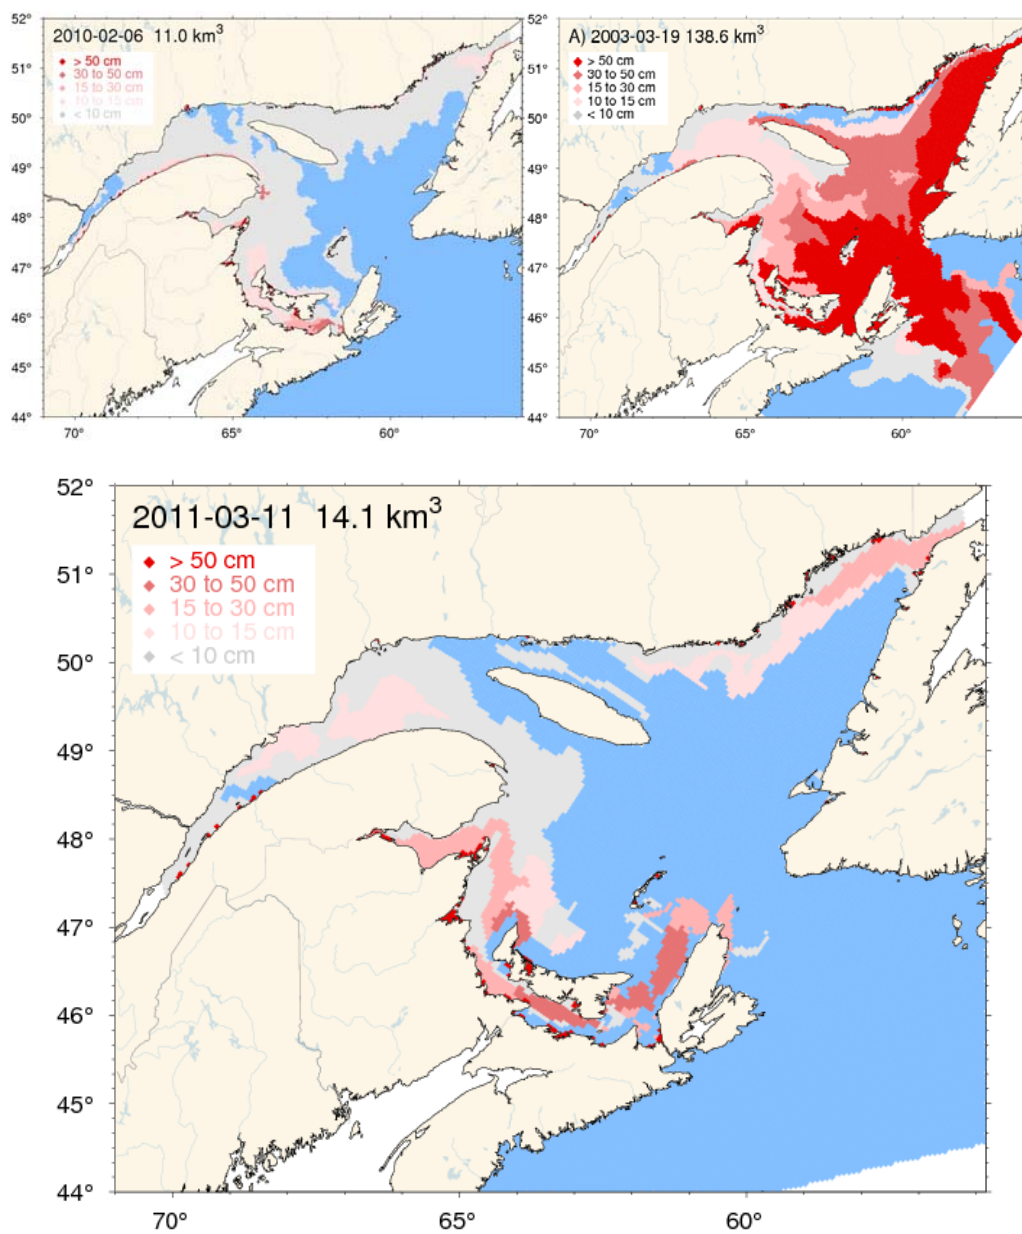 2010-02-06 11.0 km³
> 50 cm
30 to 50 cm
15 to 30 cm
10 to 15 cm
< 10 cm
52°
51°
50°
49°
48°
47°
46°
45°
44°
70°
65°
60°
A) 2003-03-19 138.6 km³
> 50 cm
30 to 50 cm
15 to 30 cm
10 to 15 cm
< 10 cm
52°
51°
50°
49°
48°
47°
46°
45°
44°
70°
65°
60°
2011-03-11 14.1 km³
> 50 cm
30 to 50 cm
15 to 30 cm
10 to 15 cm
< 10 cm
52°
51°
50°
49°
48°
47°
46°
45°
44°
70°
65°
60°